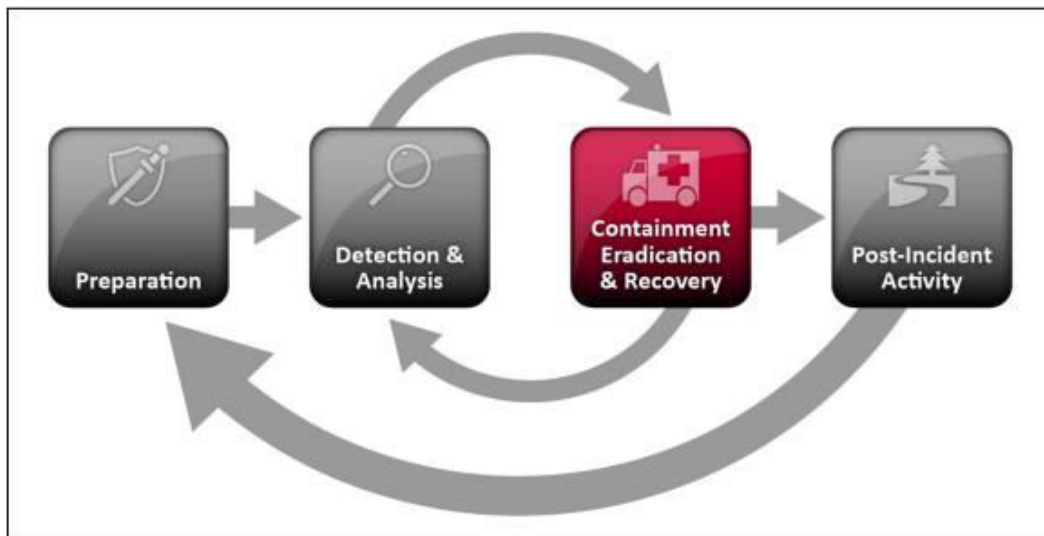 Preparation
Detection &
Analysis
Containment
Eradication
& Recovery
Post-Incident
Activity